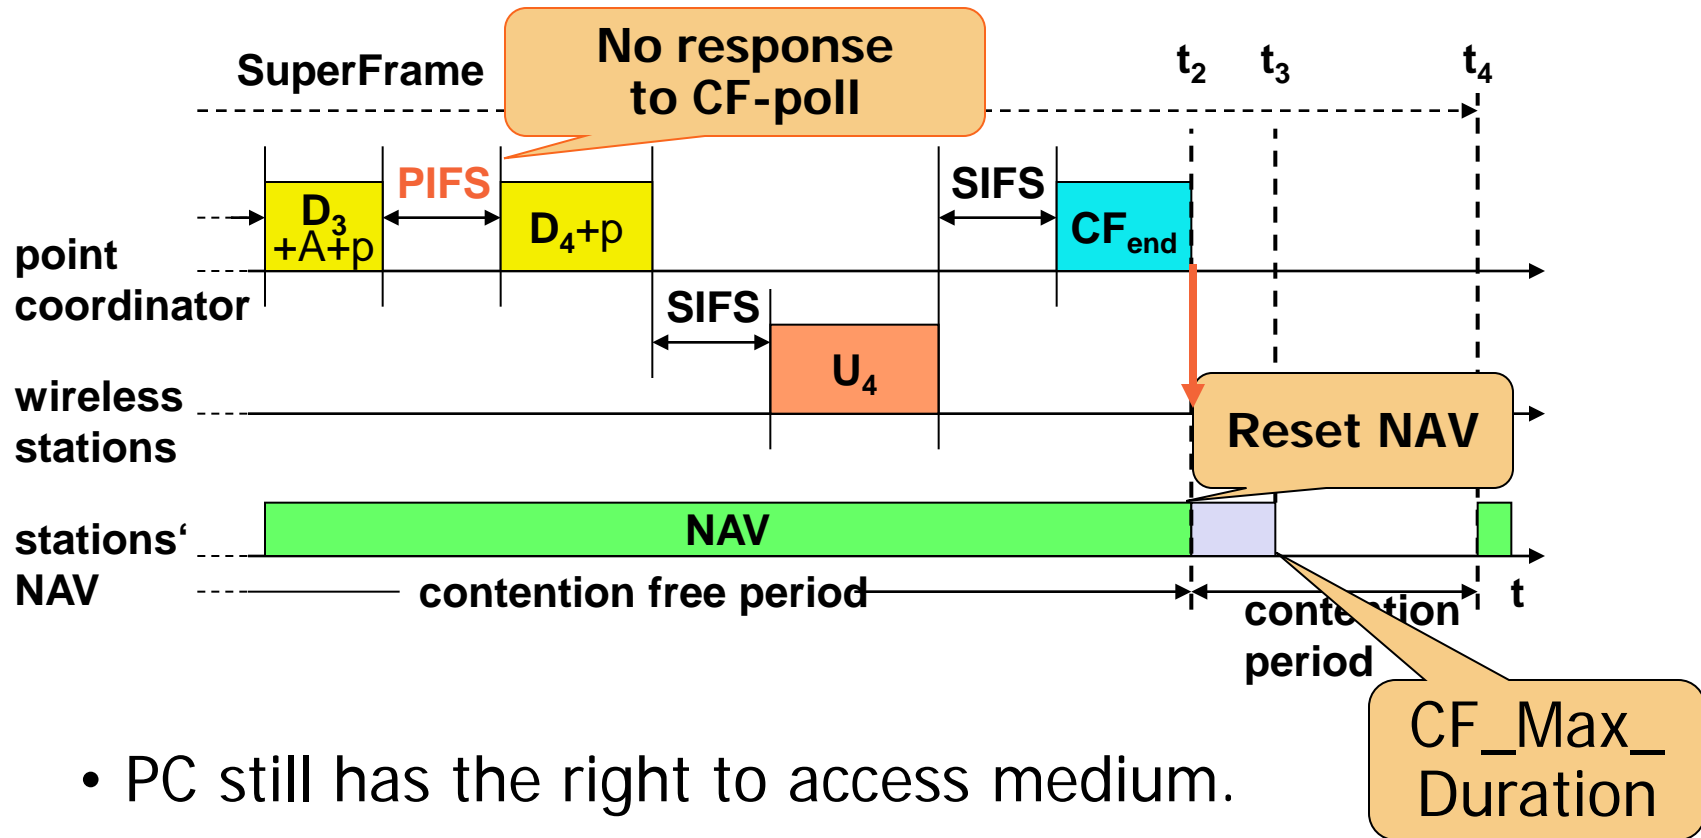 SuperFrame
No response
to CF-poll
t2
t3
t4
point
coordinator
D3
+A+p
PIFS
D4+p
SIFS
CFend
SIFS
wireless
stations
U4
Reset NAV
stations‘
NAV
NAV
contention free period
contention
period
t
CF_Max_
Duration
• PC still has the right to access medium.